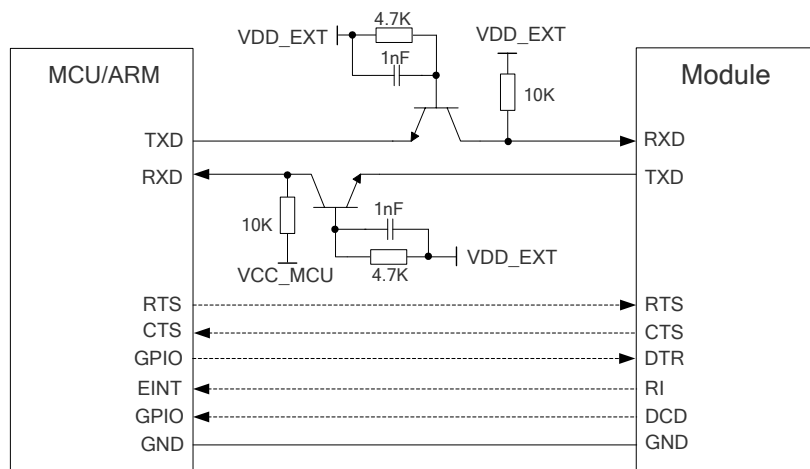 4.7K
VDD_EXT
VDD_EXT
1nF
MCU/ARM
Module
10K
TXD
RXD
RXD
TXD
1nF
10K
VCC_MCU
4.7K
VDD_EXT
RTS
RTS
CTS
CTS
GPIO
DTR
EINT
RI
GPIO
DCD
GND
GND